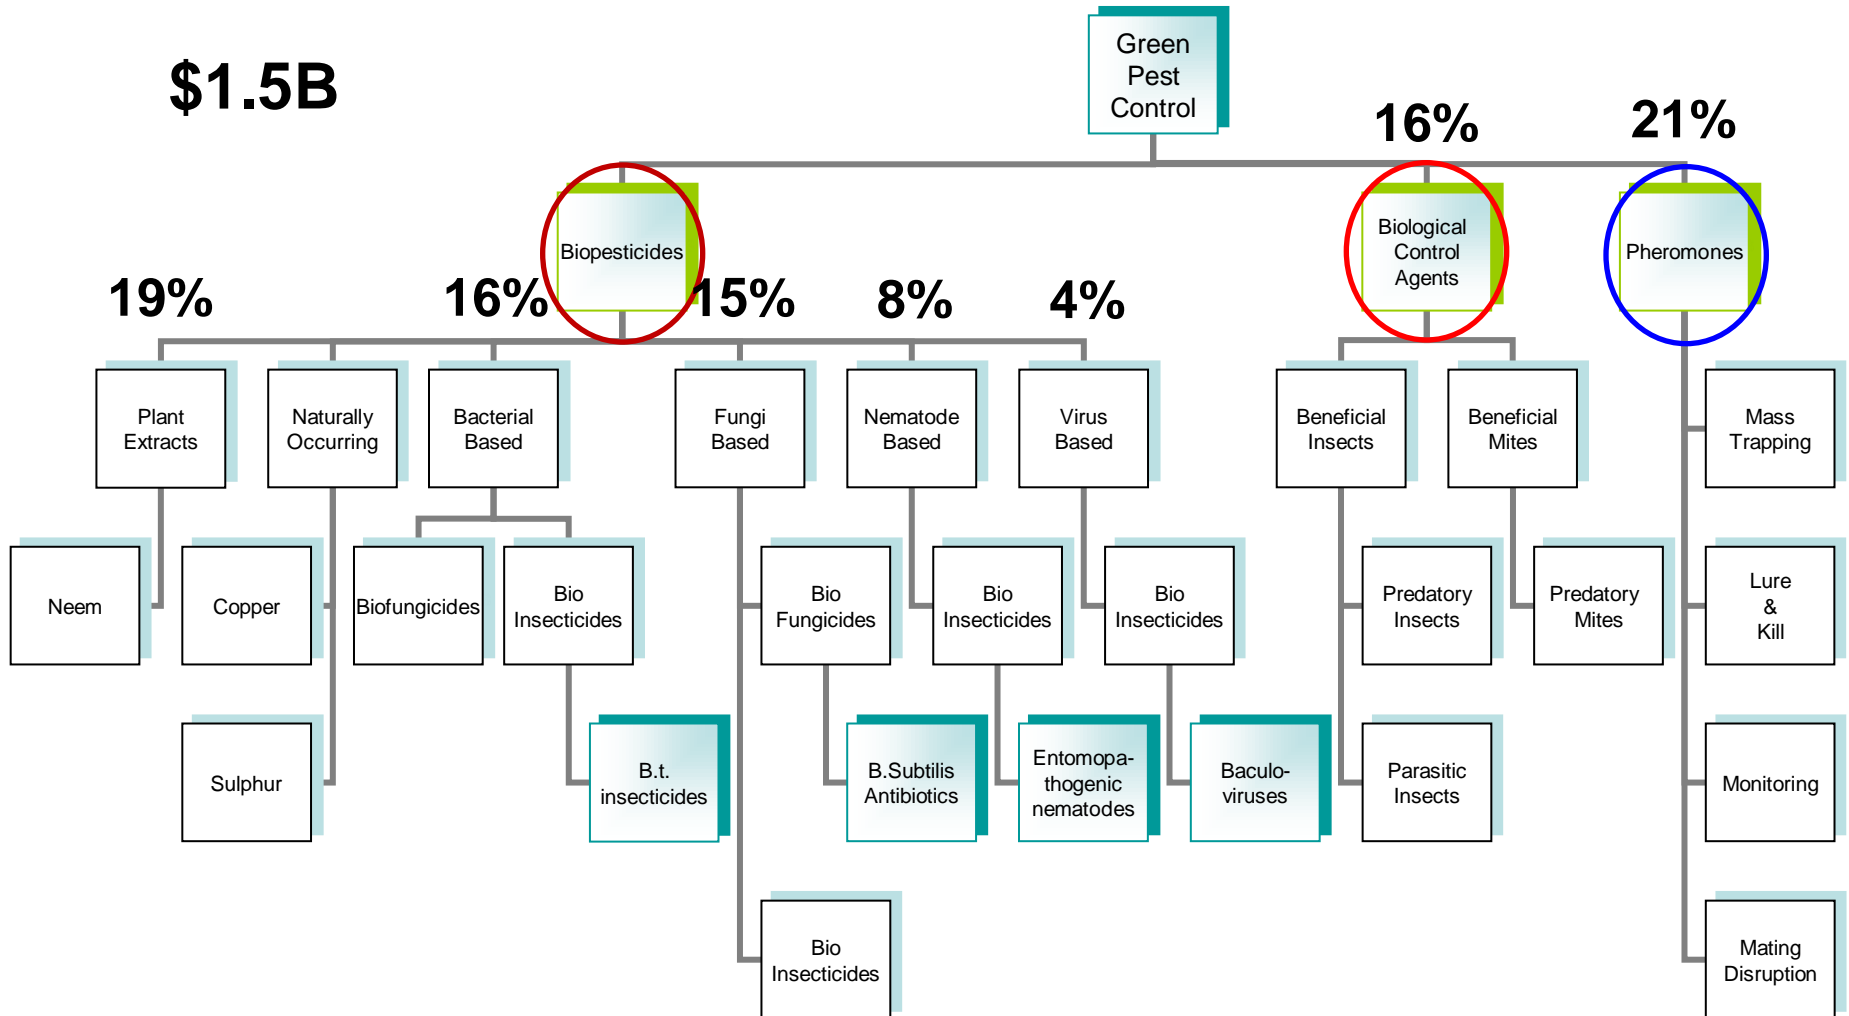 $1.5B
Green
Pest
Control
16%
21%
Biopesticides
Biological
Control
Agents
Pheromones
19%
16%
15%
8%
4%
Plant
Extracts
Naturally
Occurring
Bacterial
Based
Fungi
Based
Nematode
Based
Virus
Based
Beneficial
Insects
Beneficial
Mites
Mass
Trapping
Neem
Copper
Biofungicides
Bio
Insecticides
Bio
Fungicides
Bio
Insecticides
Bio
Insecticides
Predatory
Insects
Predatory
Mites
Lure
&
Kill
Sulphur
B.t.
insecticides
B.Subtilis
Antibiotics
Entomopa-
thogenic
nematodes
Baculo-
viruses
Parasitic
Insects
Monitoring
Bio
Insecticides
Mating
Disruption